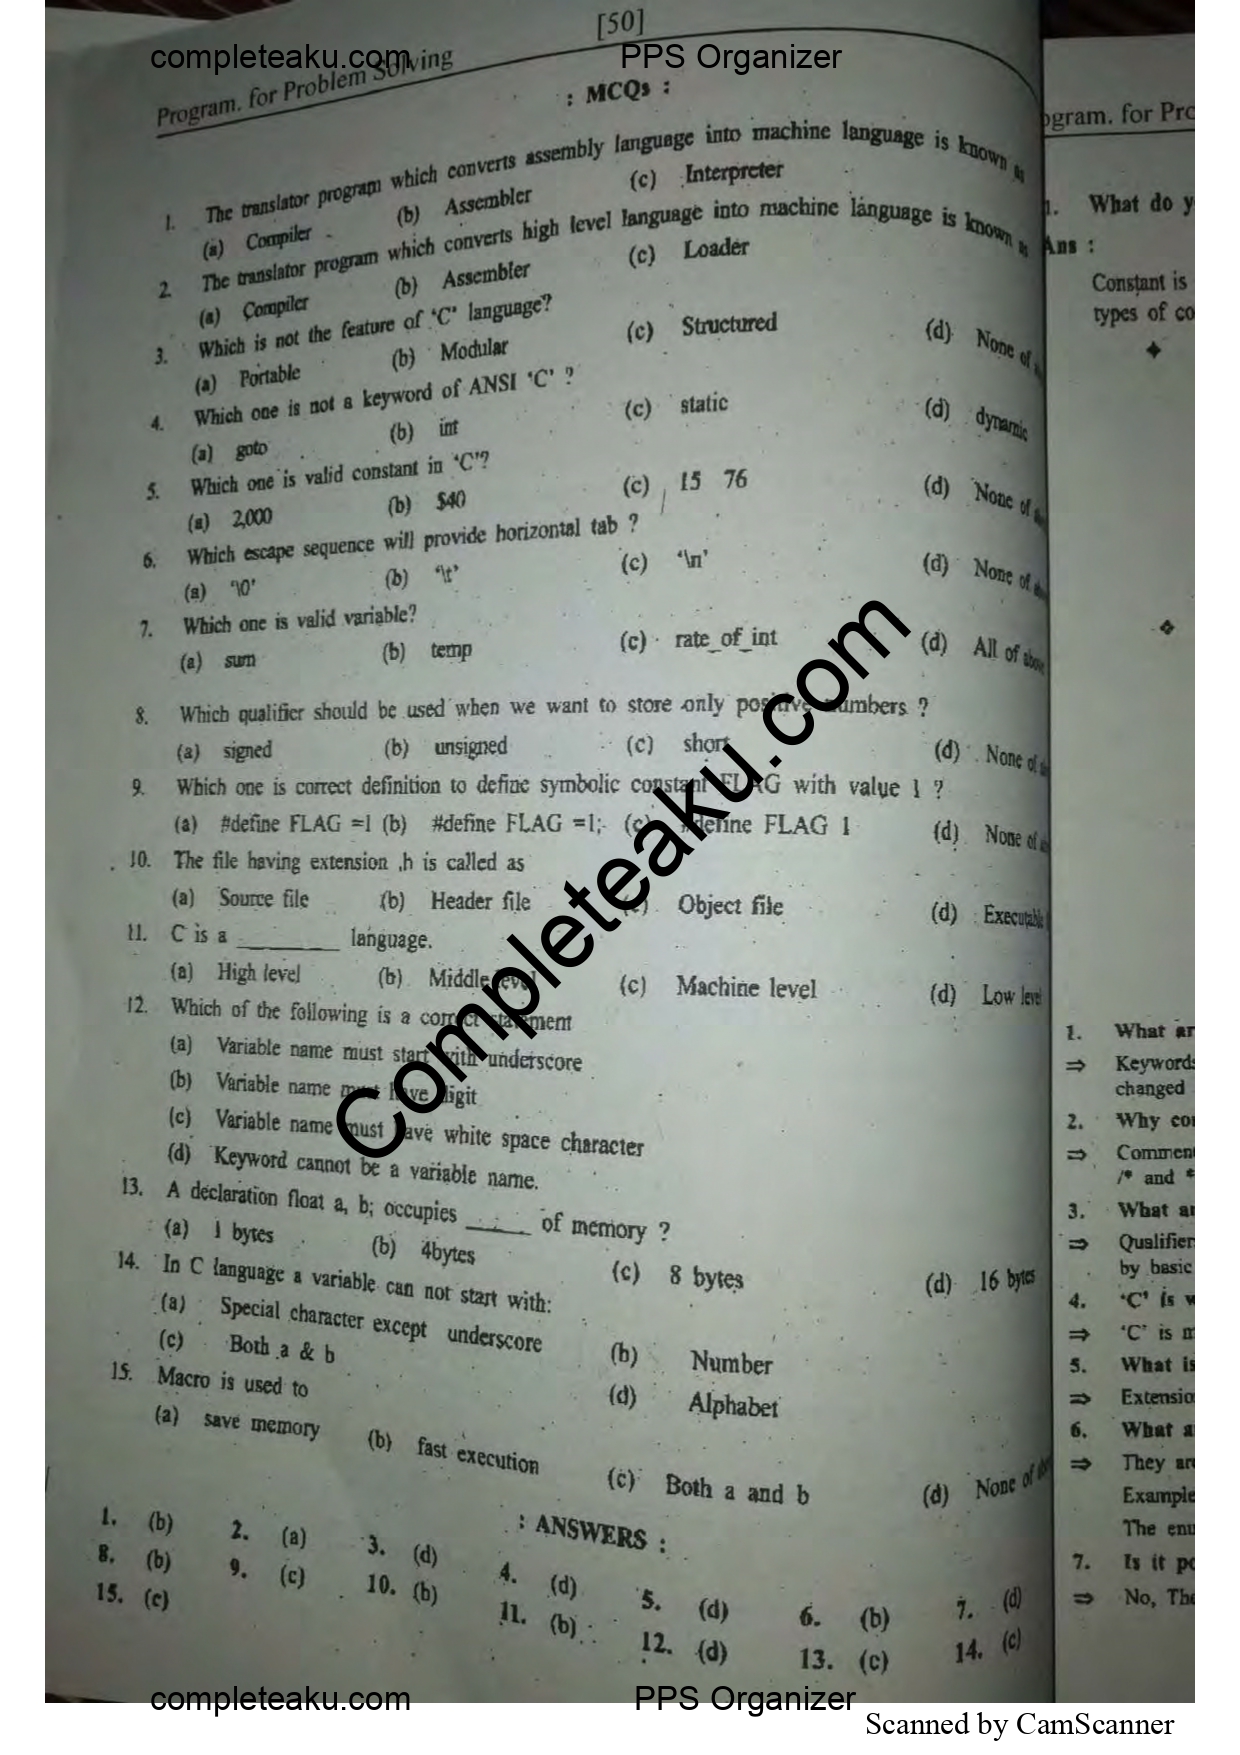 [50]
completeaku.com
PPS Organizer
Program. for Problem Solving
: MCQs :
1. The translator program which converts assembly language into machine language is known as
(a) Compiler (b) Assembler (c) Interpreter
2. The translator program which converts high level language into machine language is known as
(a) Compiler (b) Assembler (c) Loader
3. Which is not the feature of 'C' language?
(a) Portable (b) Modular (c) Structured (d) None of
4. Which one is not a keyword of ANSI 'C' ?
(a) goto (b) int (c) static (d) dynamic
5. Which one is valid constant in 'C'?
(a) 2,000 (b) $40 (c) 15 76 (d) None of
6. Which escape sequence will provide horizontal tab ?
(a) '\0' (b) '\t' (c) '\n' (d) None of above
7. Which one is valid variable?
(a) sum (b) temp (c) rate_of_int (d) All of above
8. Which qualifier should be used when we want to store only positive numbers ?
(a) signed (b) unsigned (c) short (d) None of
9. Which one is correct definition to define symbolic constant FLAG with value 1 ?
(a) #define FLAG =1 (b) #define FLAG =1; (c) #define FLAG 1 (d) None of
10. The file having extension .h is called as
(a) Source file (b) Header file (c) Object file (d) Executable
11. C is a ________ language.
(a) High level (b) Middle level (c) Machine level (d) Low level
12. Which of the following is a correct statement
(a) Variable name must start with underscore
(b) Variable name must have digit
(c) Variable name must have white space character
(d) Keyword cannot be a variable name.
13. A declaration float a, b; occupies _____ of memory ?
(a) 1 bytes (b) 4bytes (c) 8 bytes (d) 16 bytes
14. In C language a variable can not start with:
(a) Special character except underscore (b) Number
(c) Both a & b (d) Alphabet
15. Macro is used to
(a) save memory (b) fast execution (c) Both a and b (d) None of
: ANSWERS :
1. (b) 2. (a) 3. (d) 4. (d) 5. (d) 6. (b) 7. (d)
8. (b) 9. (c) 10. (b) 11. (b) 12. (d) 13. (c) 14. (c)
15. (c)
ogram. for Pro
1. What do y
Ans :
Constant is
types of co
1. What ar
⇒ Keywords
changed
2. Why cor
⇒ Comment
/* and *
3. What ar
⇒ Qualifier
by basic
4. 'C' is w
⇒ 'C' is m
5. What is
⇒ Extensio
6. What a
⇒ They are
Example
The enu
7. Is it po
⇒ No, The
Completeaku.com
completeaku.com
PPS Organizer
Scanned by CamScanner